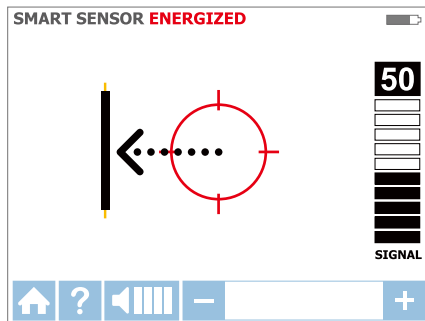 SMART SENSOR ENERGIZED
50
SIGNAL
?
− +